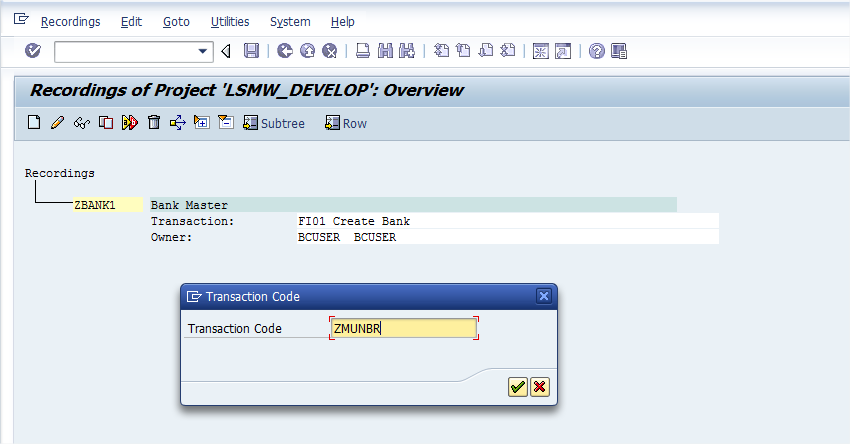 Recordings Edit Goto Utilities System Help
Recordings of Project 'LSMW_DEVELOP': Overview
Subtree Row
Recordings
ZBANK1 Bank Master
Transaction: FI01 Create Bank
Owner: BCUSER BCUSER
Transaction Code
Transaction Code ZMUNBR